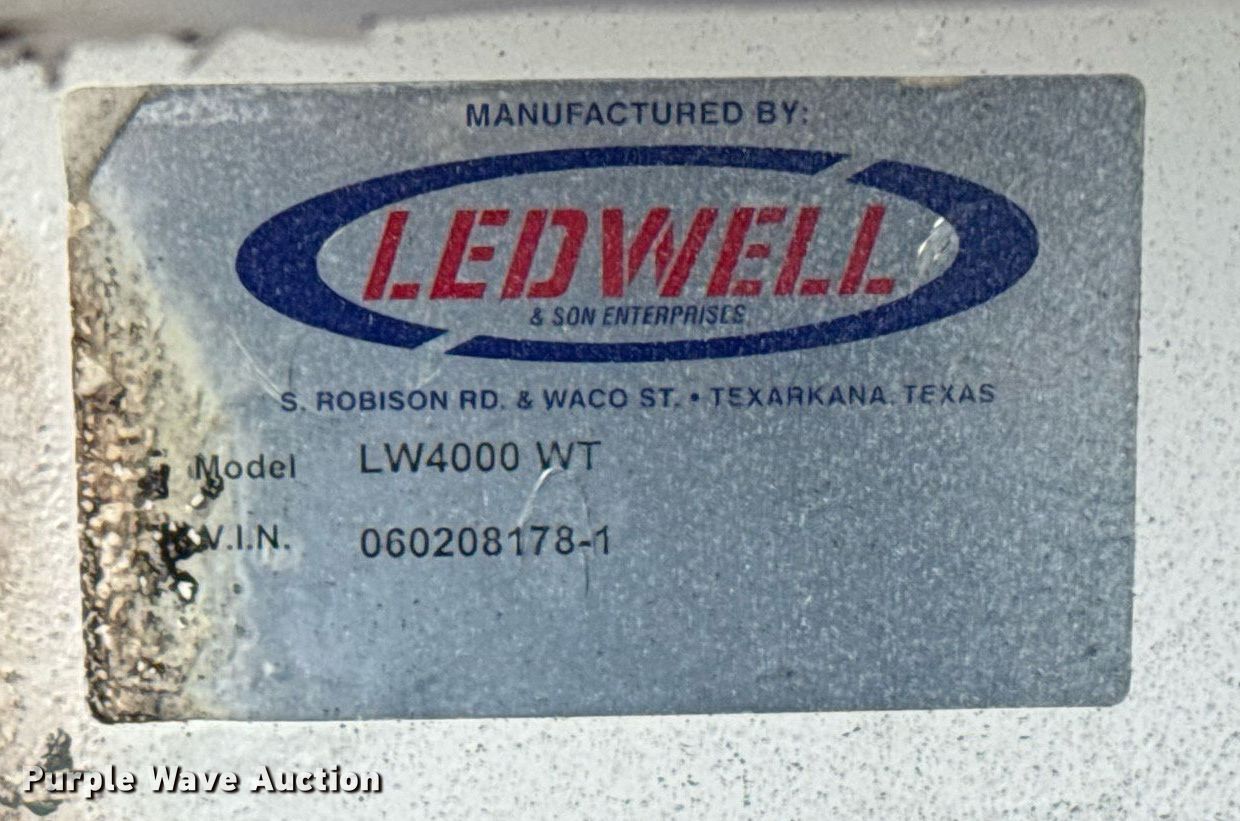 MANUFACTURED BY:
LEDWELL
& SON ENTERPRISES
S. ROBISON RD. & WACO ST. • TEXARKANA, TEXAS
Model LW4000 WT
V.I.N. 060208178-1
Purple Wave Auction